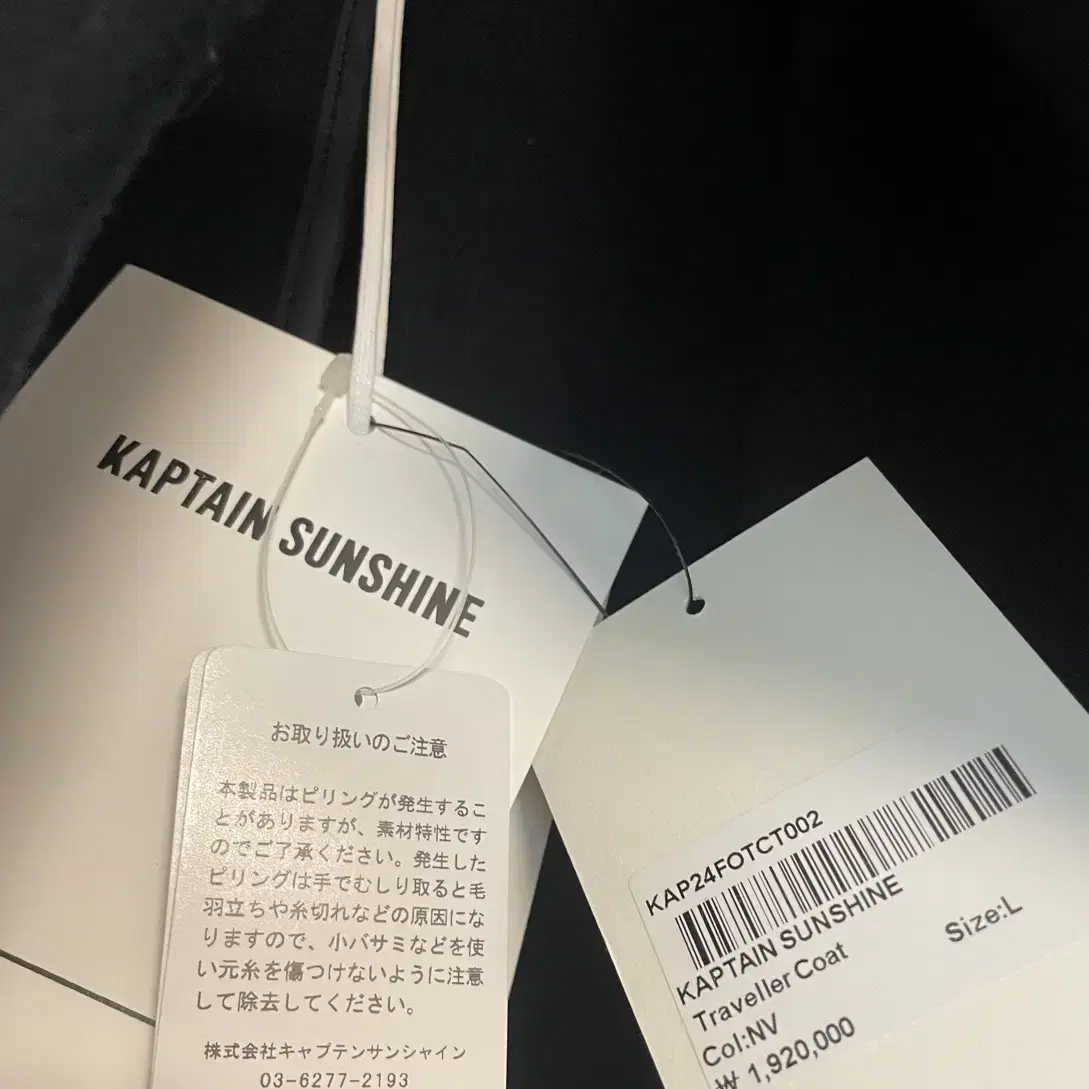 KAPTAIN SUNSHINE
お取り扱いのご注意
本製品はピリングが発生するこ
とがありますが、素材特性です
のでご了承ください。発生した
ピリングは手でむしり取ると毛
羽立ちや糸切れなどの原因にな
りますので、小バサミなどを使
い元糸を傷つけないように注意
して除去してください。
株式会社キャプテンサンシャイン
03-6277-2193
KAP24FOTCT002
KAPTAIN SUNSHINE
Traveller Coat
Col:NV
Size:L
₩ 1,920,000